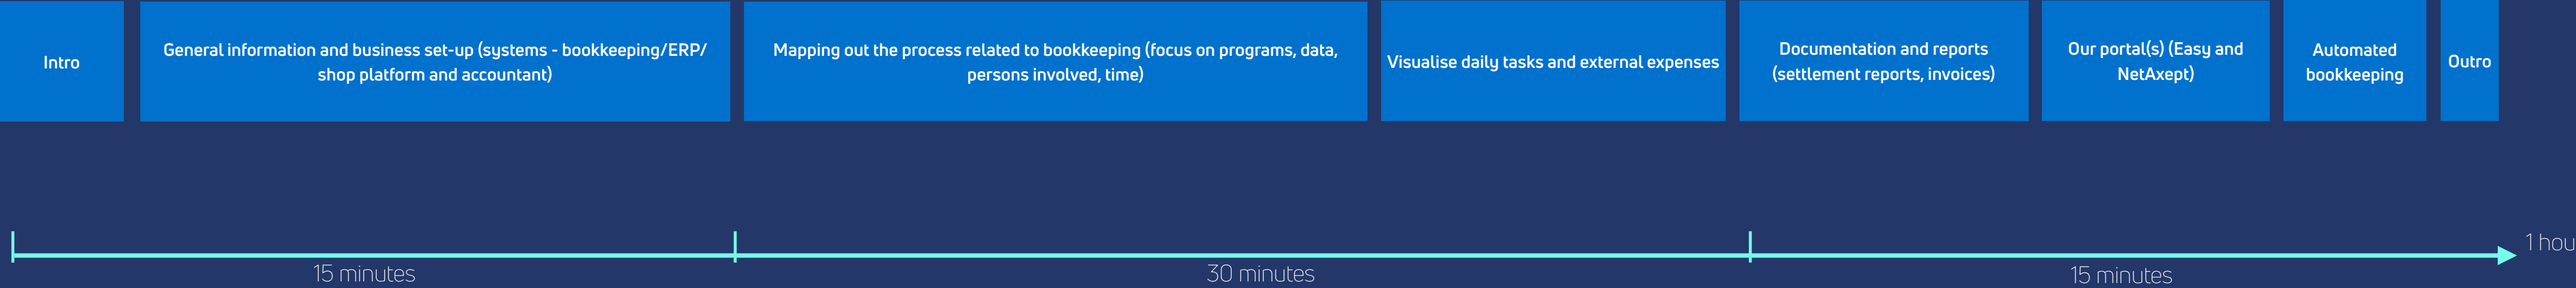 Intro
General information and business set-up (systems - bookkeeping/ERP/
shop platform and accountant)
Mapping out the process related to bookkeeping (focus on programs, data,
persons involved, time)
Visualise daily tasks and external expenses
Documentation and reports
(settlement reports, invoices)
Our portal(s) (Easy and
NetAxept)
Automated
bookkeeping
Outro
15 minutes
30 minutes
15 minutes
1 hou